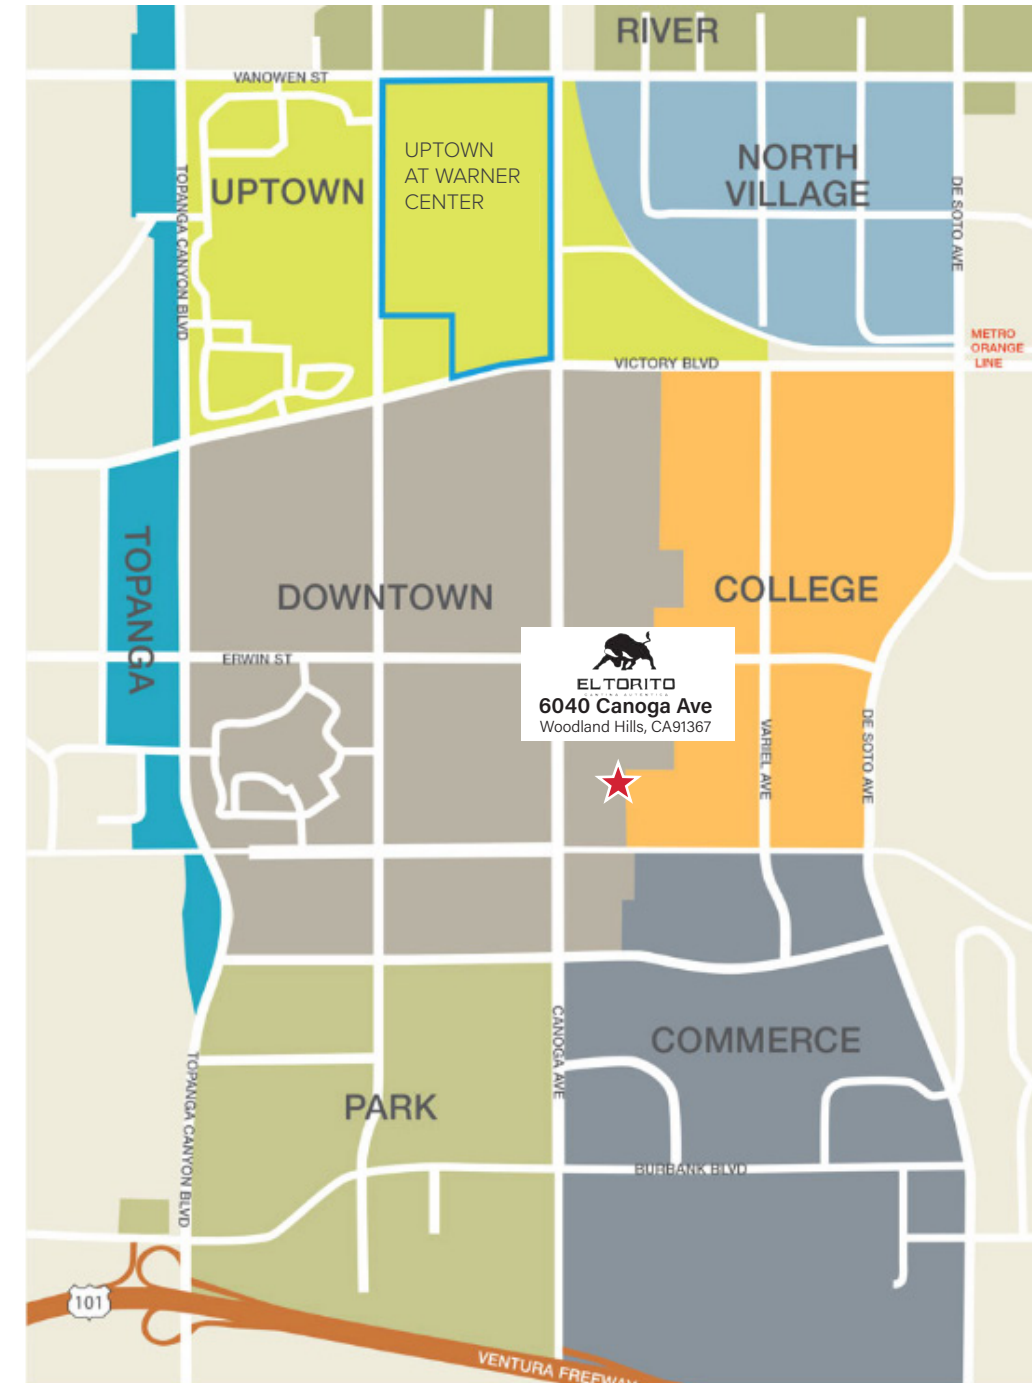 RIVER
VANOWEN ST
UPTOWN
AT WARNER
CENTER
NORTH
VILLAGE
UPTOWN
TOPANGA CANYON BLVD
DE SOTO AVE
METRO
ORANGE
LINE
VICTORY BLVD
TOPANGA
DOWNTOWN
COLLEGE
ERWIN ST
EL TORITO
6040 Canoga Ave
Woodland Hills, CA91367
VARIEL AVE
DE SOTO AVE
CANOGA AVE
COMMERCE
TOPANGA CANYON BLVD
PARK
BURBANK BLVD
101
VENTURA FREEWAY